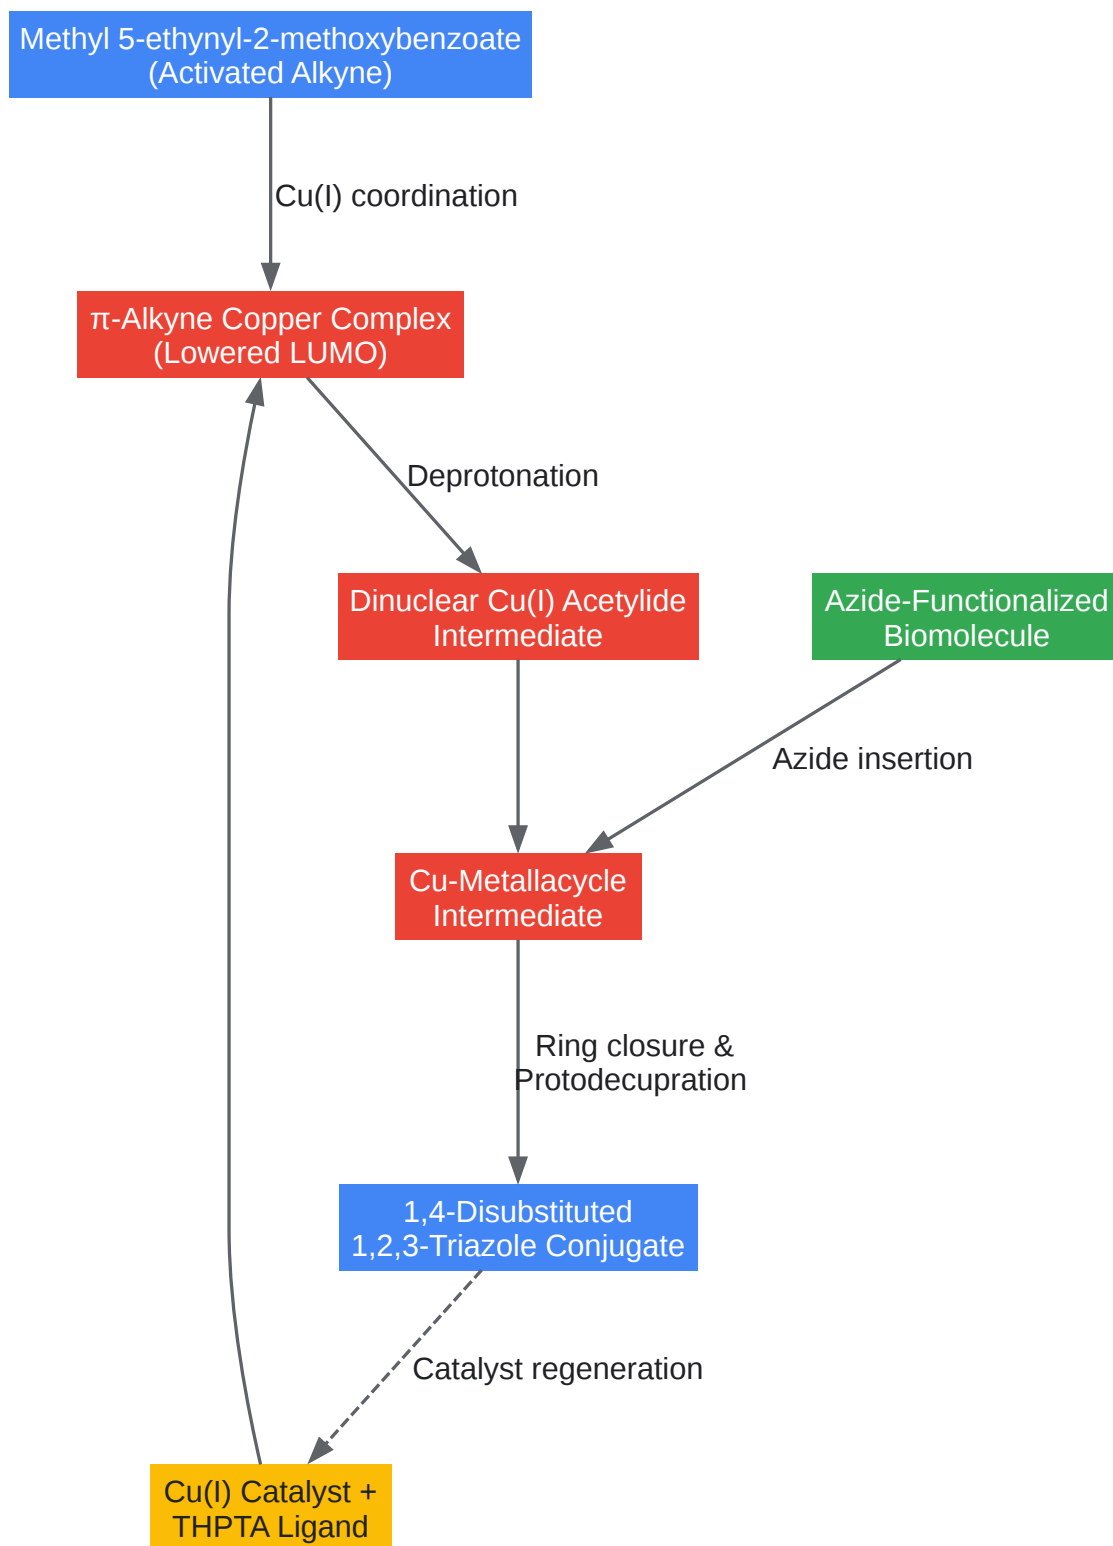 Methyl 5-ethynyl-2-methoxybenzoate
(Activated Alkyne)
Cu(I) coordination
π-Alkyne Copper Complex
(Lowered LUMO)
Deprotonation
Dinuclear Cu(I) Acetylide
Intermediate
Azide-Functionalized
Biomolecule
Azide insertion
Cu-Metallacycle
Intermediate
Ring closure &
Protodecupration
1,4-Disubstituted
1,2,3-Triazole Conjugate
Catalyst regeneration
Cu(I) Catalyst +
THPTA Ligand